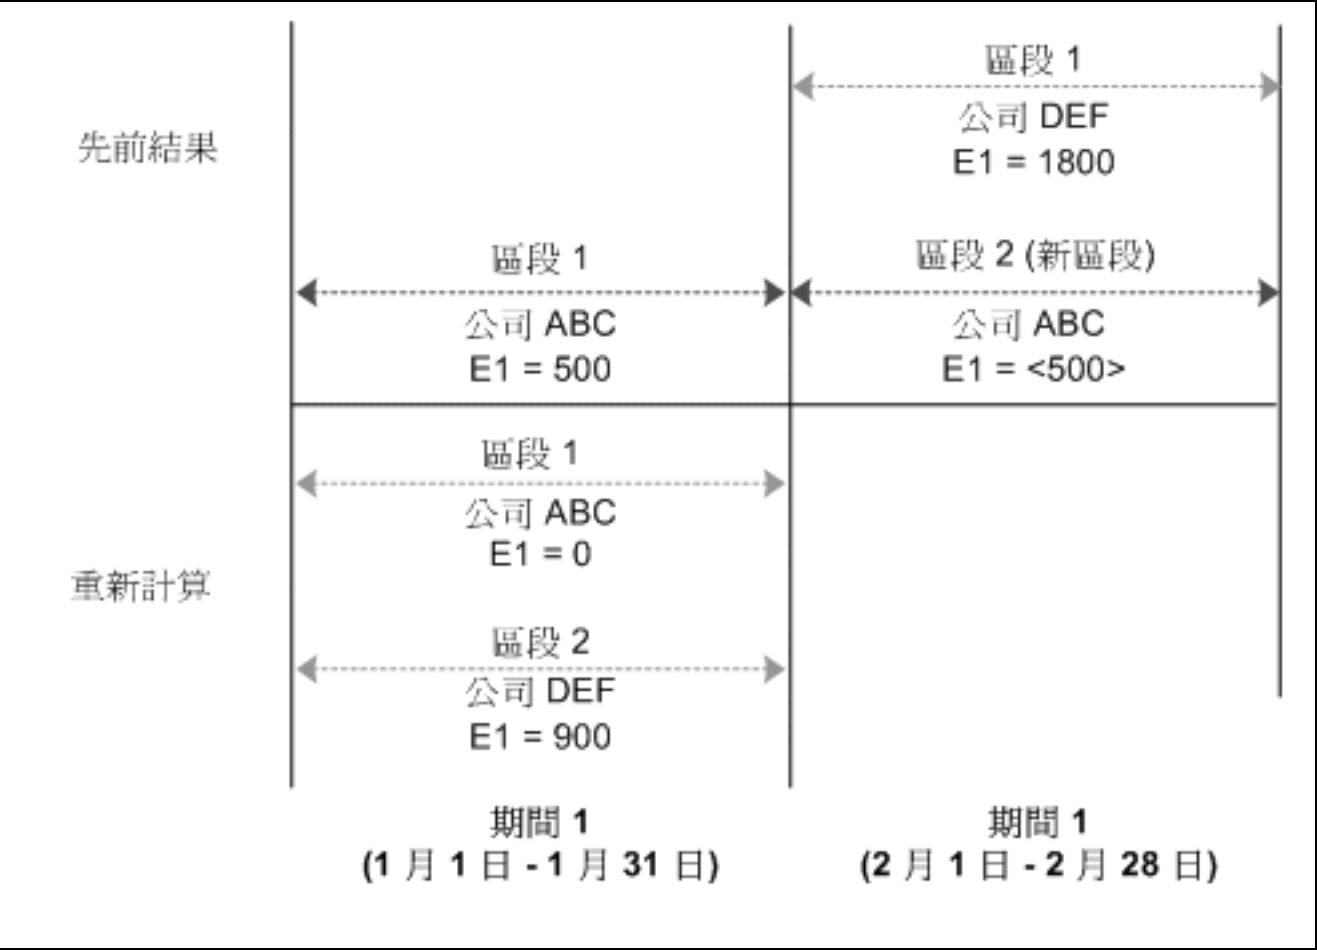 區段 1
公司 DEF
E1 = 1800
先前結果
區段 1
公司 ABC
E1 = 500
區段 2 (新區段)
公司 ABC
E1 = <500>
重新計算
區段 1
公司 ABC
E1 = 0
區段 2
公司 DEF
E1 = 900
期間 1
(1 月 1 日 - 1 月 31 日)
期間 1
(2 月 1 日 - 2 月 28 日)